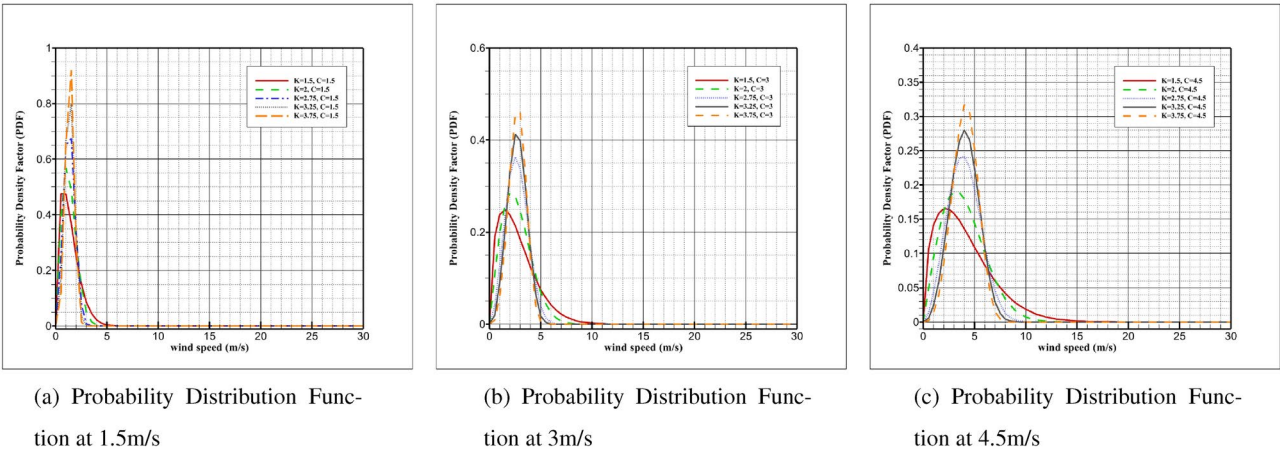 Probability Density Factor (PDF)
1
0.8
0.6
0.4
0.2
0
0
5
10
15
20
25
30
wind speed (m/s)
K=1.5, C=1.5
K=2, C=1.5
K=2.75, C=1.5
K=3.25, C=1.5
K=3.75, C=1.5
(a) Probability Distribution Func-
tion at 1.5m/s
Probability Density Factor (PDF)
0.6
0.4
0.2
0
0
5
10
15
20
25
30
wind speed (m/s)
K=1.5, C=3
K=2, C=3
K=2.75, C=3
K=3.25, C=3
K=3.75, C=3
(b) Probability Distribution Func-
tion at 3m/s
Probability Density Factor (PDF)
0.4
0.35
0.3
0.25
0.2
0.15
0.1
0.05
0
0
5
10
15
20
25
30
wind speed (m/s)
K=1.5, C=4.5
K=2, C=4.5
K=2.75, C=4.5
K=3.25, C=4.5
K=3.75, C=4.5
(c) Probability Distribution Func-
tion at 4.5m/s